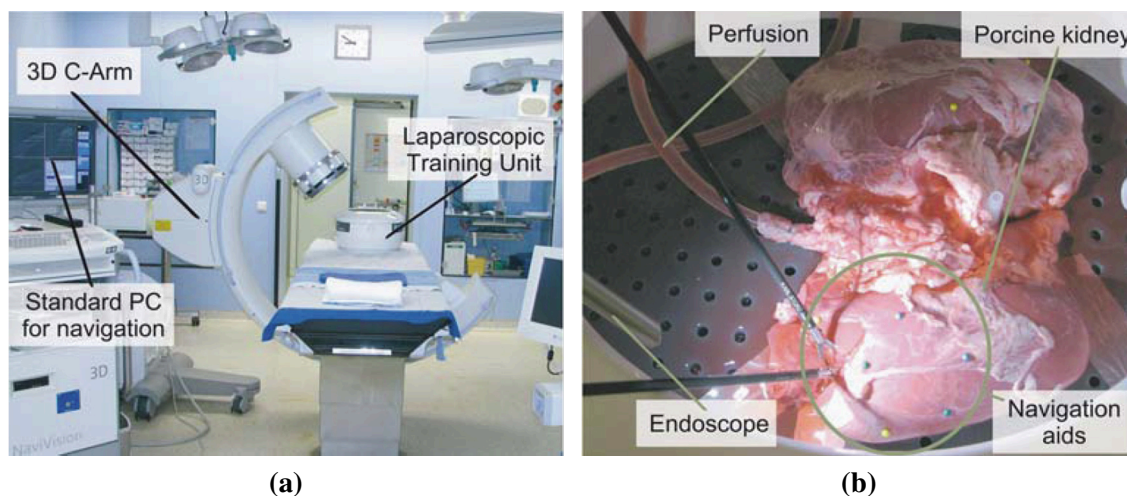 3D C-Arm
Laparoscopic
Training Unit
3D
Standard PC
for navigation
3D
NaviVision
(a)
Perfusion
Porcine kidney
Endoscope
Navigation
aids
(b)